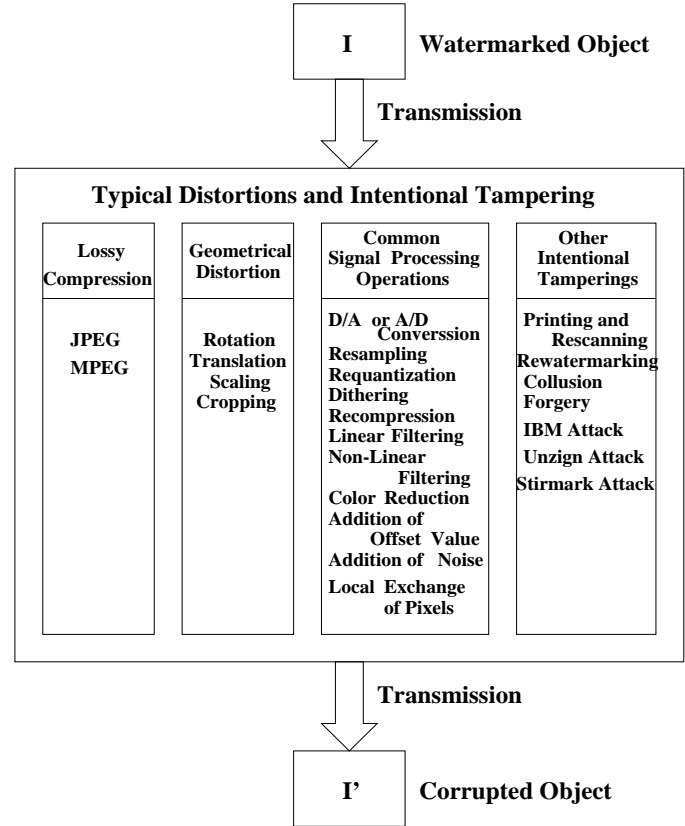 I
Watermarked Object
Transmission
Typical Distortions and Intentional Tampering
Lossy
Compression
JPEG
MPEG
Geometrical
Distortion
Rotation
Translation
Scaling
Cropping
Common
Signal Processing
Operations
D/A or A/D
Converssion
Resampling
Requantization
Dithering
Recompression
Linear Filtering
Non-Linear
Filtering
Color Reduction
Addition of
Offset Value
Addition of Noise
Local Exchange
of Pixels
Other
Intentional
Tamperings
Printing and
Rescanning
Rewatermarking
Collusion
Forgery
IBM Attack
Unzign Attack
Stirmark Attack
Transmission
I’
Corrupted Object